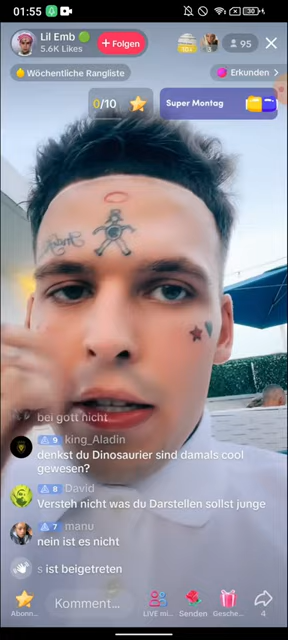 01:55
30
Lil Emb
5.6K Likes
+ Folgen
95
Wöchentliche Rangliste
Erkunden >
0/10
Super Montag
bei gott nicht
9 king_Aladin
denkst du Dinosaurier sind damals cool
gewesen?
8 David
Versteh nicht was du Darstellen sollst junge
7 manu
nein ist es nicht
s ist beigetreten
Abonn...
Komment...
LIVE mi...
Senden
Gesche...
4